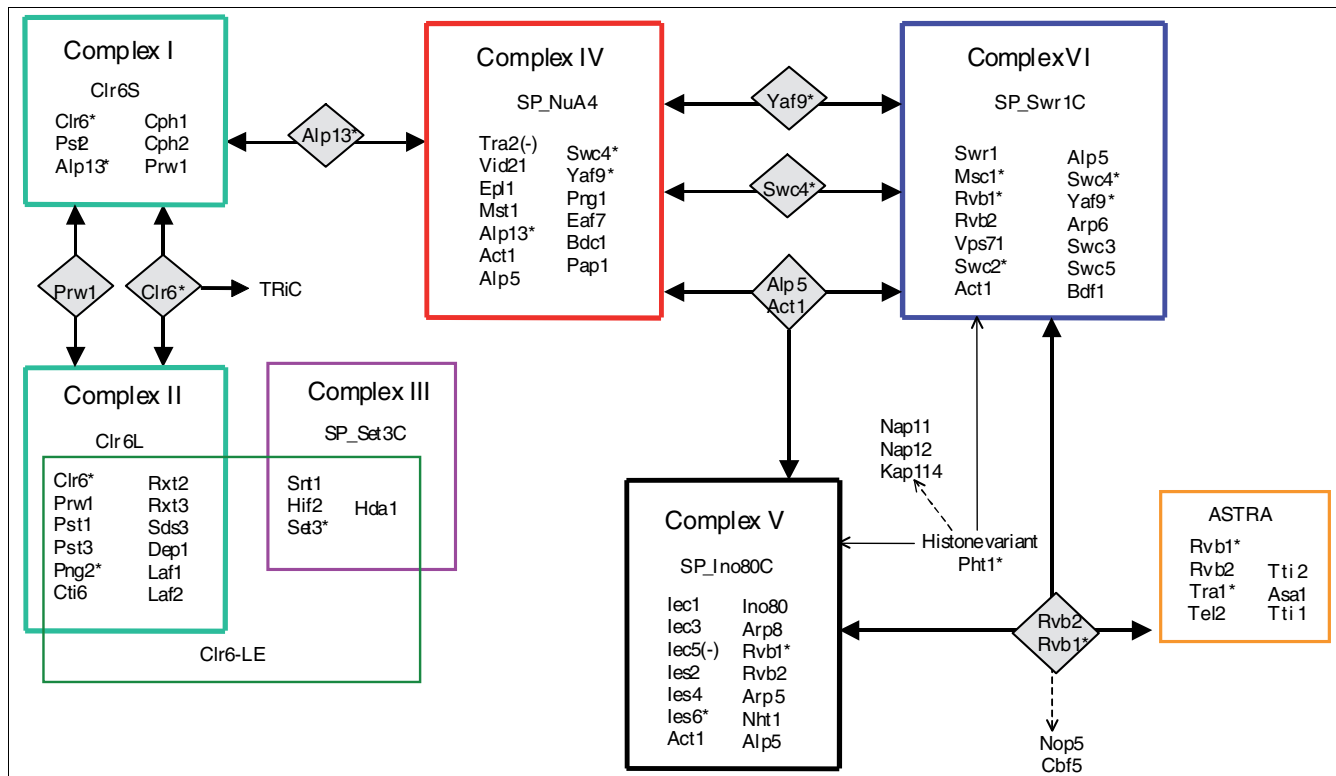 Complex I
Clr6S
Clr6* Cph1
Pst2 Cph2
Alp13* Prw1
Alp13*
Complex IV
SP_NuA4
Tra2(-)
Vid21
Epl1
Mst1
Alp13*
Act1
Alp5
Swc4*
Yaf9*
Png1
Eaf7
Bdc1
Pap1
Yaf9*
Swc4*
Alp5
Act1
Complex VI
SP_Swr1C
Swr1
Msc1*
Rvb1*
Rvb2
Vps71
Swc2*
Act1
Alp5
Swc4*
Yaf9*
Arp6
Swc3
Swc5
Bdf1
Prw1
Clr6*
TRiC
Complex II
Clr6L
Clr6* Rxt2
Prw1 Rxt3
Pst1 Sds3
Pst3 Dep1
Png2* Laf1
Cti6 Laf2
Complex III
SP_Set3C
Snt1
Hif2
Set3*
Hda1
Clr6-LE
Nap11
Nap12
Kap114
Histone variant
Pht1*
Complex V
SP_Ino80C
Iec1 Ino80
Iec3 Arp8
Iec5(-) Rvb1*
Ies2 Rvb2
Ies4 Arp5
Ies6* Nht1
Act1 Alp5
Rvb2
Rvb1*
Nop5
Cbf5
ASTRA
Rvb1*
Rvb2
Tra1*
Tel2
Tti2
Asa1
Tti1